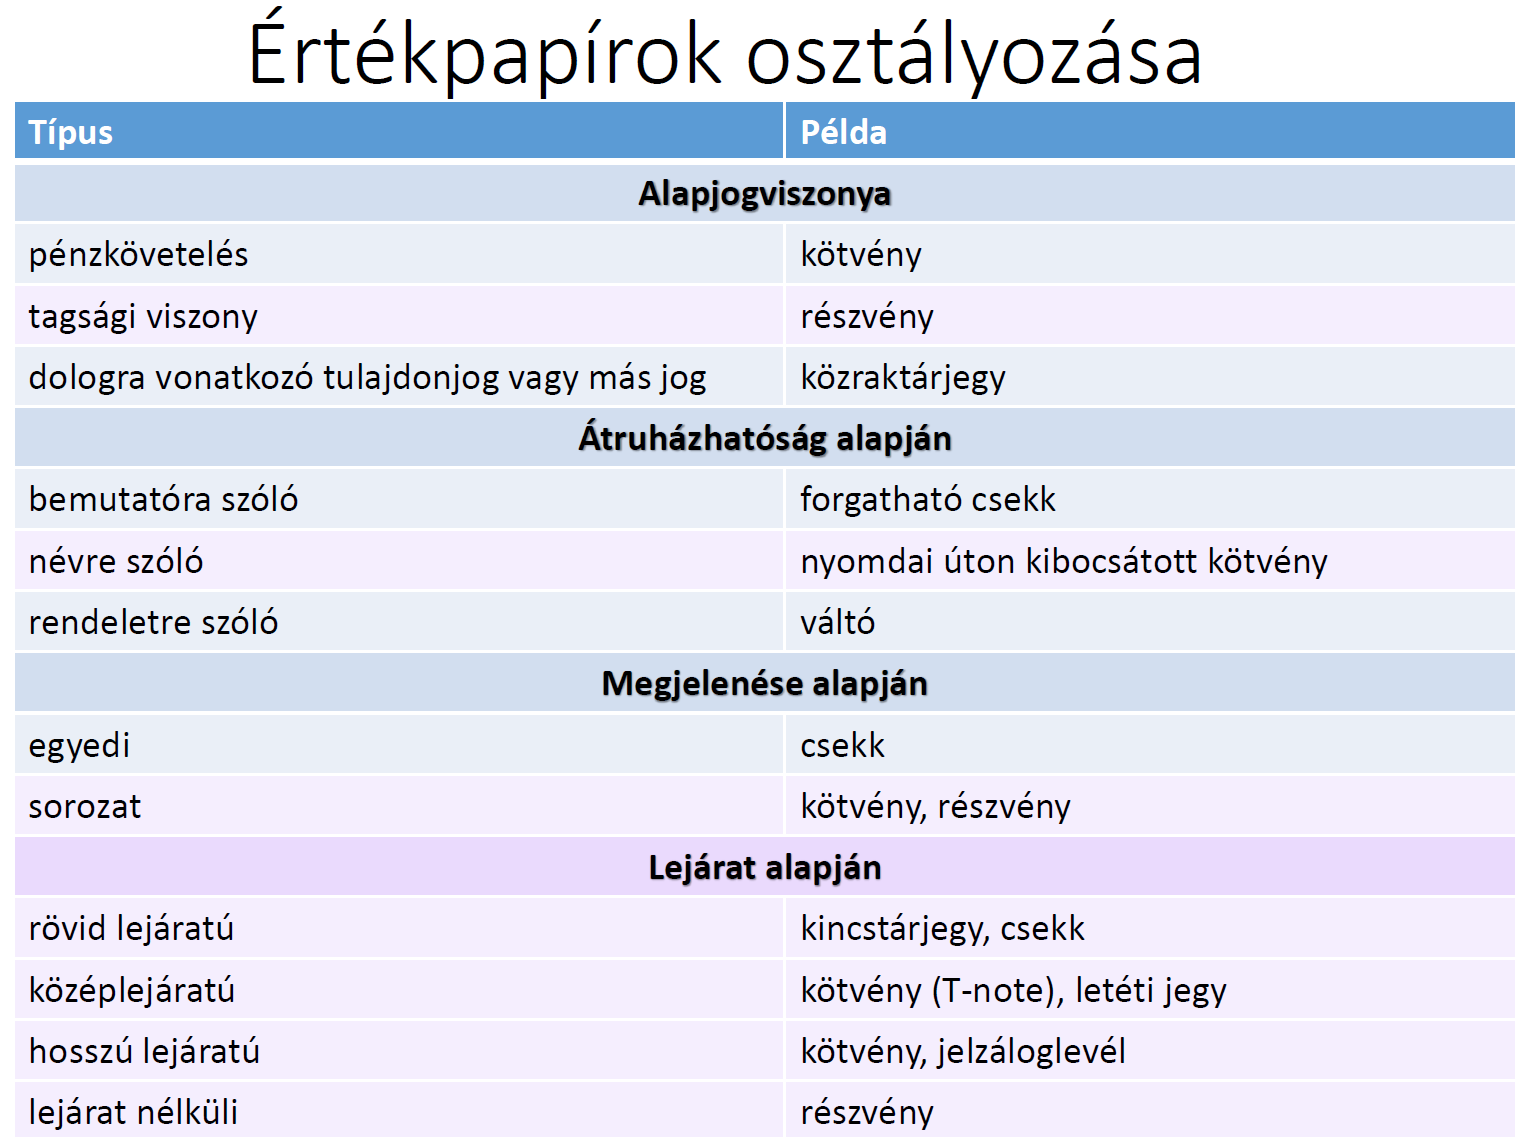 Értékpapírok osztályozása
Típus Példa
Alapjogviszonya
pénzkövetelés kötvény
tagsági viszony részvény
dologra vonatkozó tulajdonjog vagy más jog közraktárjegy
Átruházhatóság alapján
bemutatóra szóló forgatható csekk
névre szóló nyomdai úton kibocsátott kötvény
rendeletre szóló váltó
Megjelenése alapján
egyedi csekk
sorozat kötvény, részvény
Lejárat alapján
rövid lejáratú kincstárjegy, csekk
középlejáratú kötvény (T-note), letéti jegy
hosszú lejáratú kötvény, jelzáloglevél
lejárat nélküli részvény